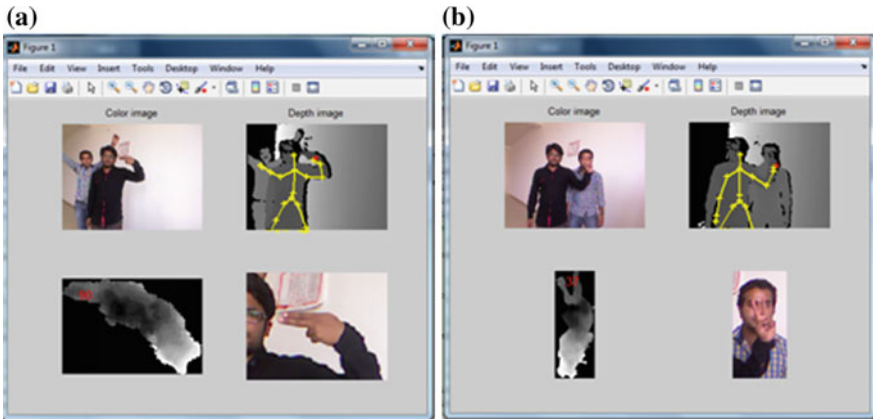 (a)
Figure 1
File Edit View Insert Tools Desktop Window Help
Color image Depth image
(b)
Figure 1
File Edit View Insert Tools Desktop Window Help
Color image Depth image